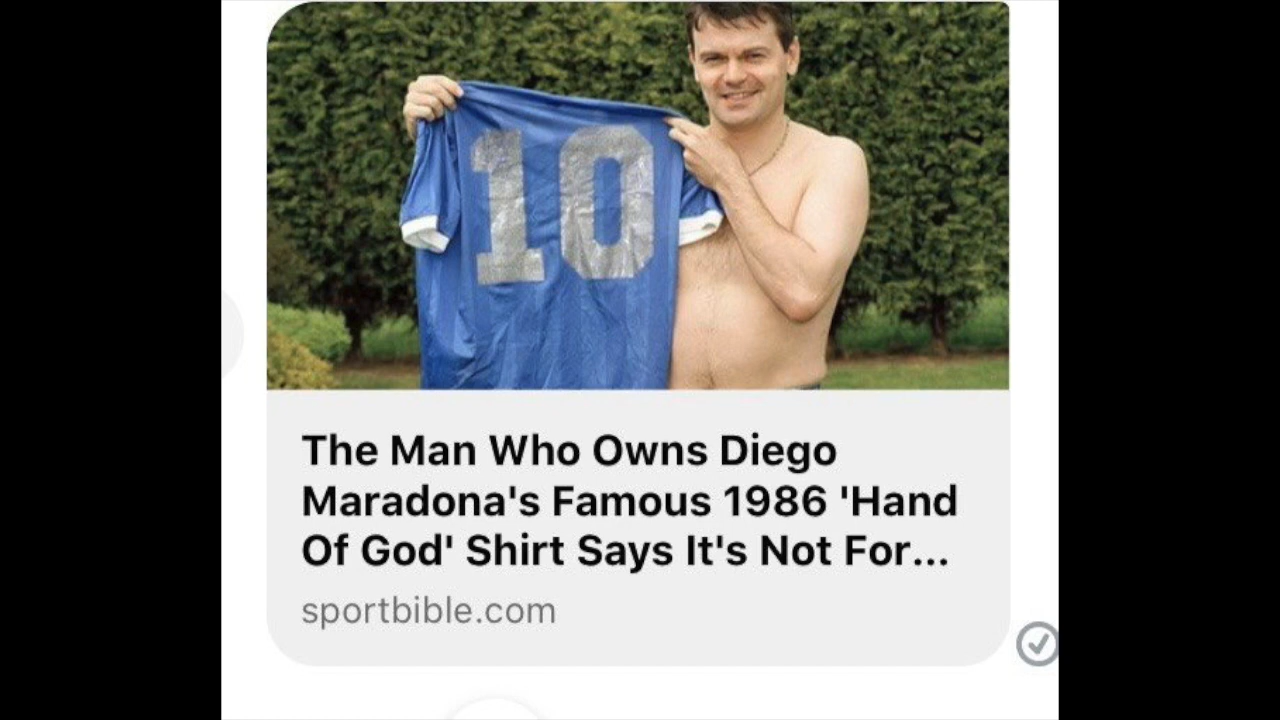 10
The Man Who Owns Diego
Maradona's Famous 1986 'Hand
Of God' Shirt Says It's Not For...
sportbible.com